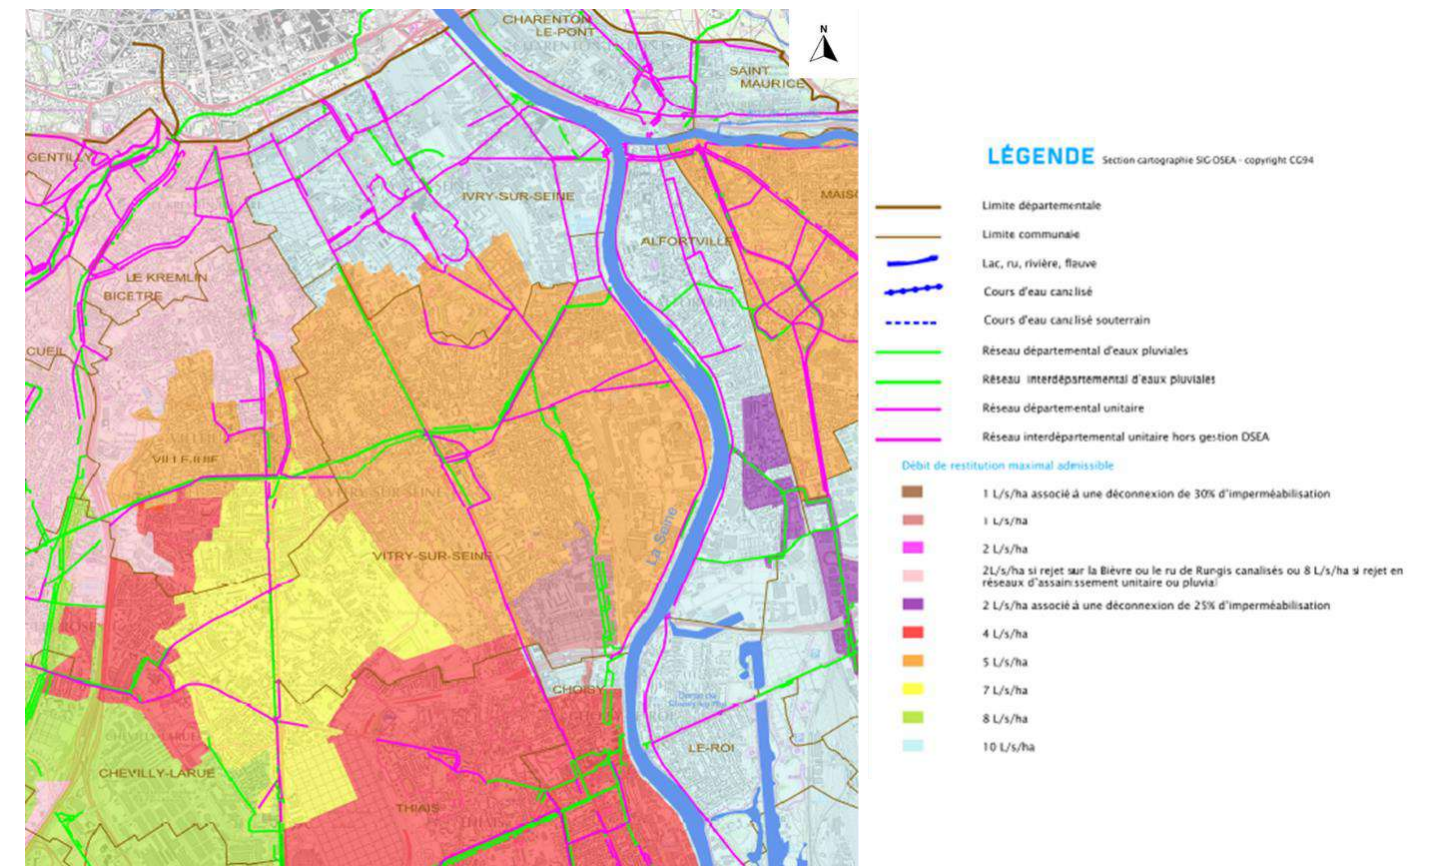 CHARENTON
LE-PONT
N
SAINT
MAURICE
GENTILLY
IVRY-SUR-SEINE
MAISO
ALFORTVILLE
LE KREMLIN
BICETRE
CUEIL
VILLEJUIF
VITRY-SUR-SEINE
La Seine
CHOISY
LE-ROI
CHEVILLY-LARUE
THIAIS
LÉGENDE Section cartographie SIG-DSEA - copyright CG94
Limite départementale
Limite communale
Lac, ru, rivière, fleuve
Cours d'eau canalisé
Cours d'eau canalisé souterrain
Réseau départemental d'eaux pluviales
Réseau interdépartemental d'eaux pluviales
Réseau départemental unitaire
Réseau interdépartemental unitaire hors gestion DSEA
Débit de restitution maximal admissible
1 L/s/ha associé à une déconnexion de 30% d'imperméabilisation
1 L/s/ha
2 L/s/ha
2L/s/ha si rejet sur la Bièvre ou le ru de Rungis canalisés ou 8 L/s/ha si rejet en
réseaux d'assainissement unitaire ou pluvial
2 L/s/ha associé à une déconnexion de 25% d'imperméabilisation
4 L/s/ha
5 L/s/ha
7 L/s/ha
8 L/s/ha
10 L/s/ha